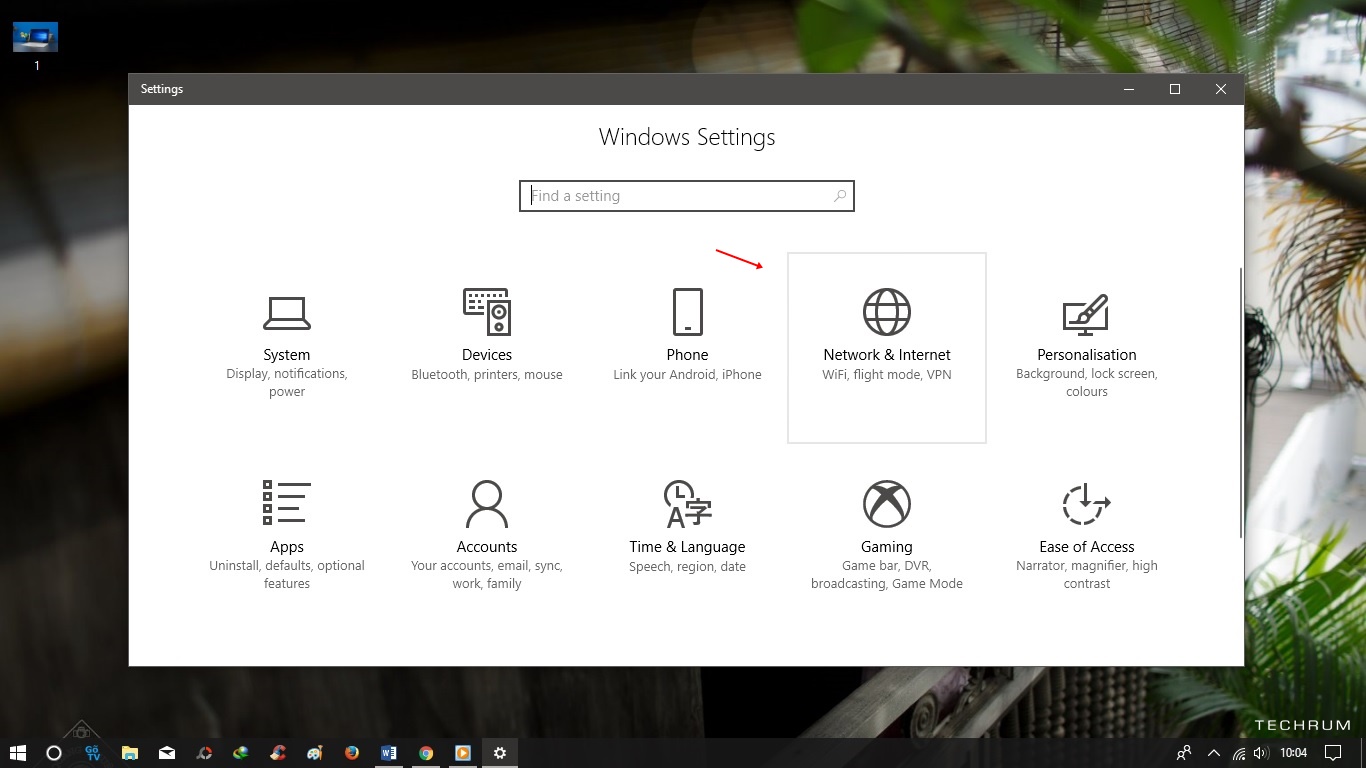 1
Settings
Windows Settings
Find a setting
System
Display, notifications,
power
Devices
Bluetooth, printers, mouse
Phone
Link your Android, iPhone
Network & Internet
WiFi, flight mode, VPN
Personalisation
Background, lock screen,
colours
Apps
Uninstall, defaults, optional
features
Accounts
Your accounts, email, sync,
work, family
Time & Language
Speech, region, date
Gaming
Game bar, DVR,
broadcasting, Game Mode
Ease of Access
Narrator, magnifier, high
contrast
TECHRUM
Gõ
TV
10:04